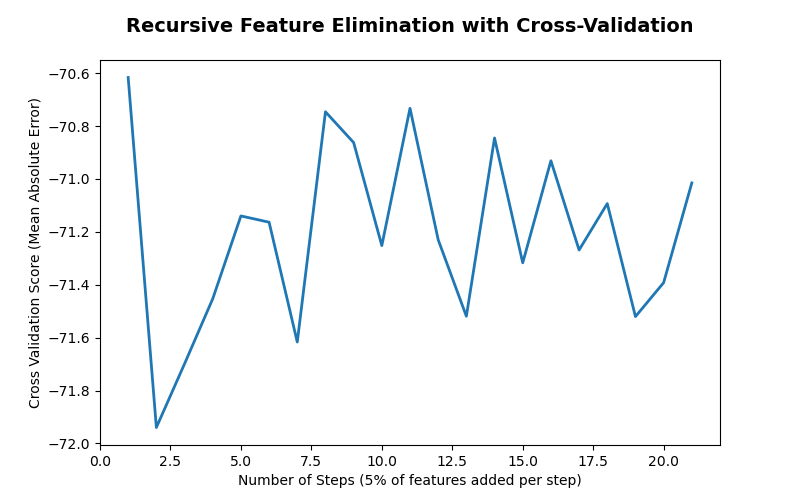 Recursive Feature Elimination with Cross-Validation
Cross Validation Score (Mean Absolute Error)
−70.6
−70.8
−71.0
−71.2
−71.4
−71.6
−71.8
−72.0
0.0 2.5 5.0 7.5 10.0 12.5 15.0 17.5 20.0
Number of Steps (5% of features added per step)